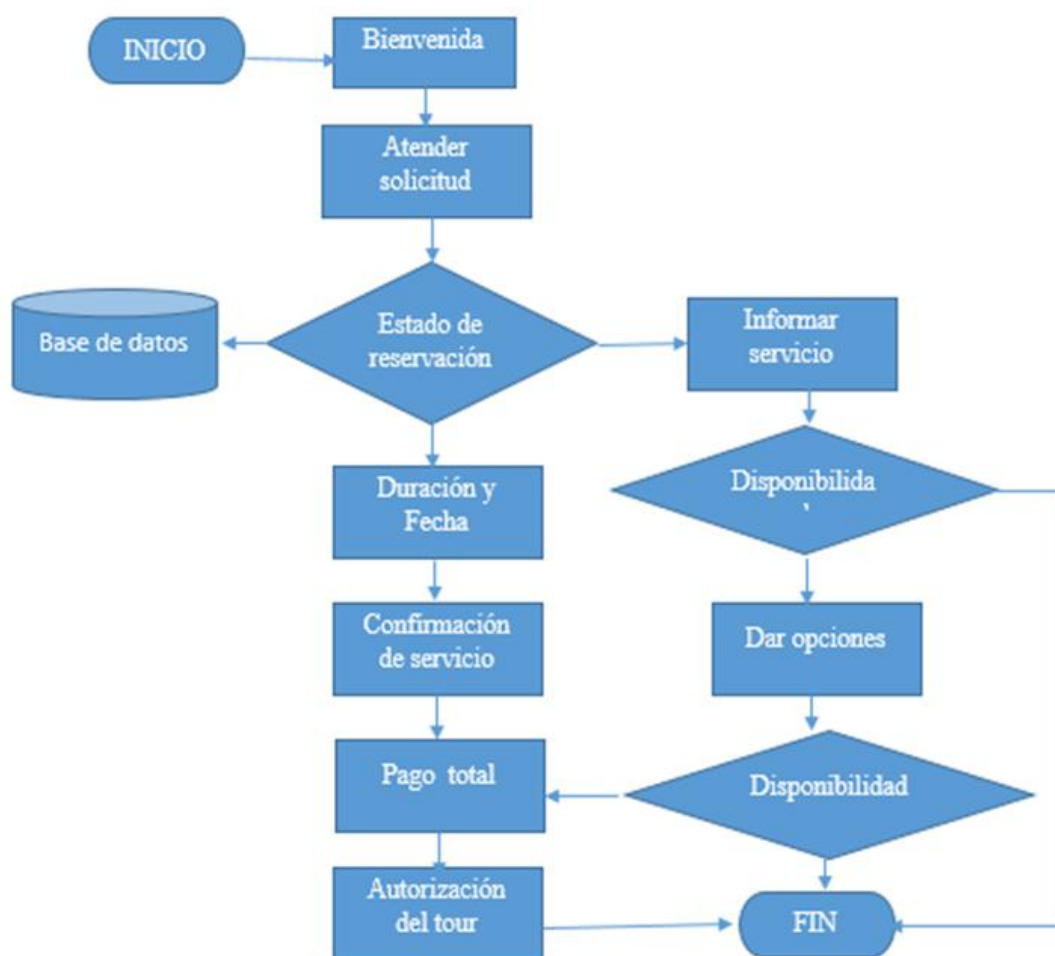 INICIO
Bienvenida
Atender
solicitud
Base de datos
Estado de
reservación
Informar
servicio
Duración y
Fecha
Disponibilida
Confirmación
de servicio
Dar opciones
Pago total
Disponibilidad
Autorización
del tour
FIN